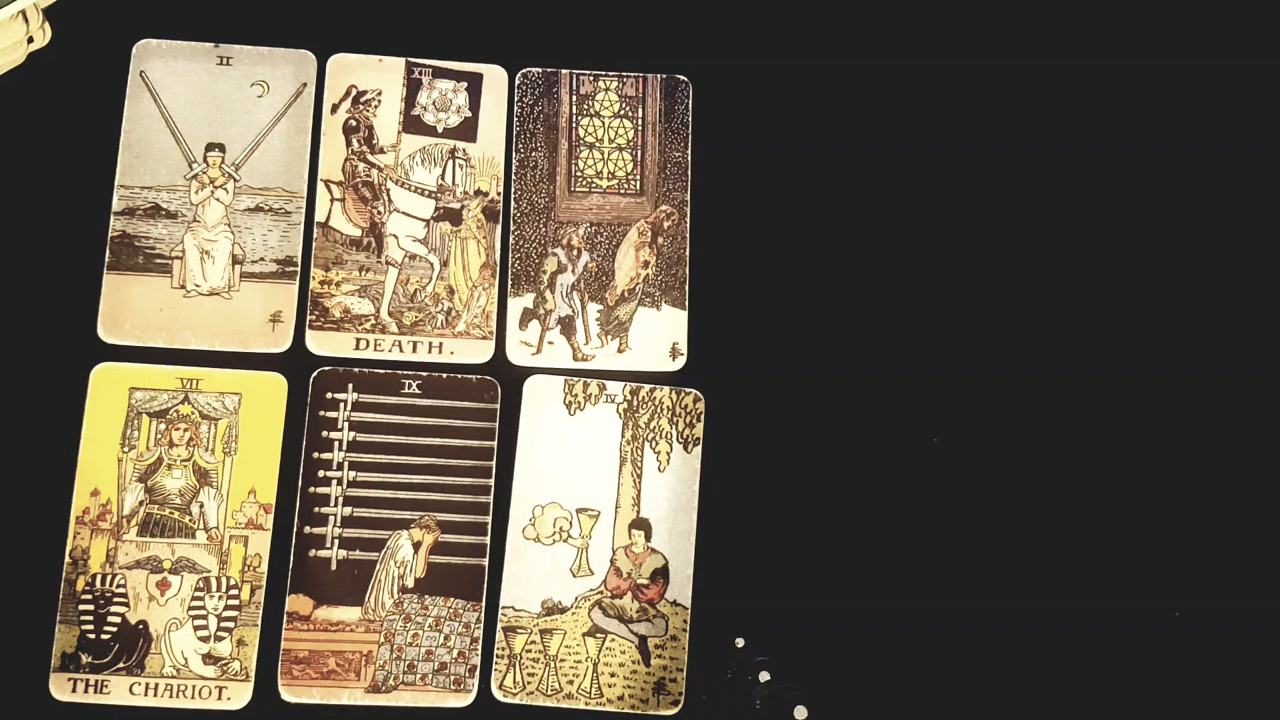 II
XIII
DEATH.
VII
THE CHARIOT.
IX
IV